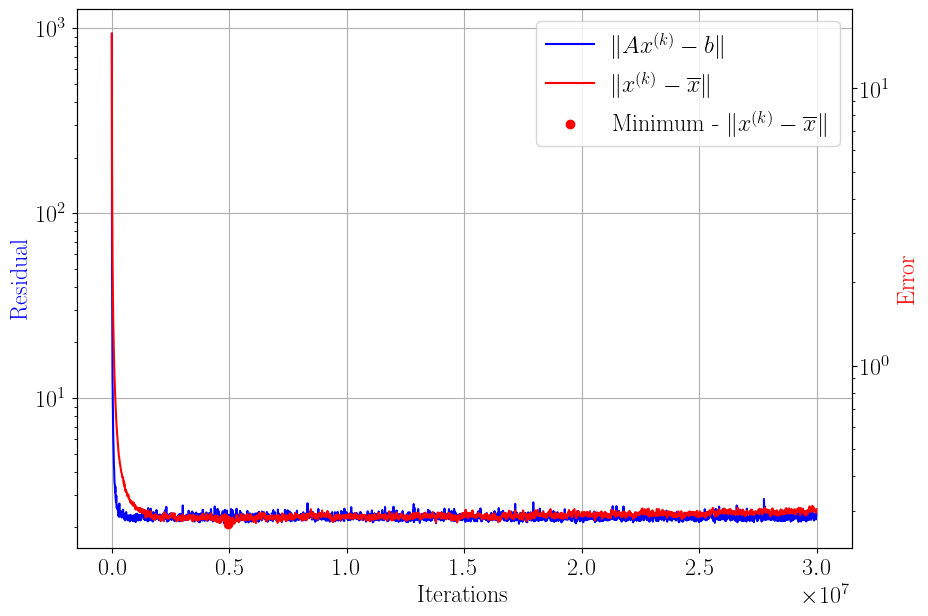 10³
10²
10¹
Residual
‖Ax⁽ᵏ⁾ − b‖
‖x⁽ᵏ⁾ − x̅‖
Minimum - ‖x⁽ᵏ⁾ − x̅‖
10¹
10⁰
Error
0.0 0.5 1.0 1.5 2.0 2.5 3.0
Iterations
×10⁷